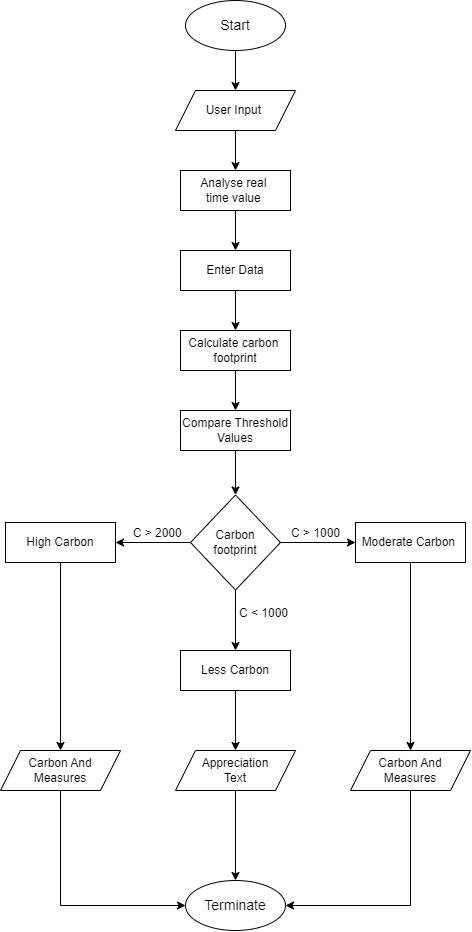 Start
User Input
Analyse real
time value
Enter Data
Calculate carbon
footprint
Compare Threshold
Values
C > 2000
C > 1000
High Carbon
Carbon
footprint
Moderate Carbon
C < 1000
Less Carbon
Carbon And
Measures
Appreciation
Text
Carbon And
Measures
Terminate